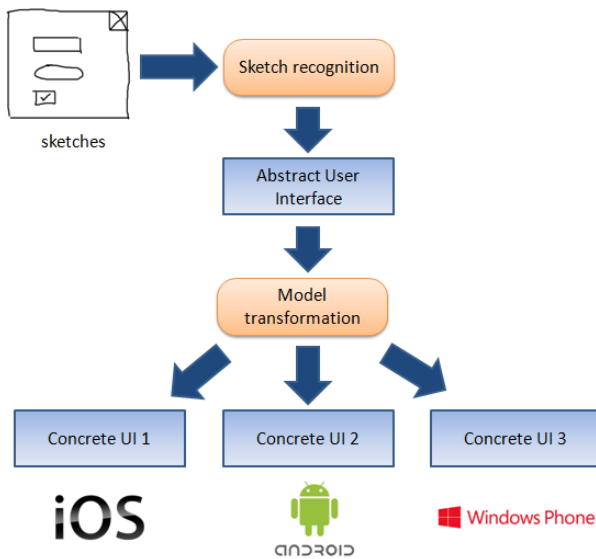 Sketch recognition
sketches
Abstract User
Interface
Model
transformation
Concrete UI 1
Concrete UI 2
Concrete UI 3
iOS
ANDROID
Windows Phone